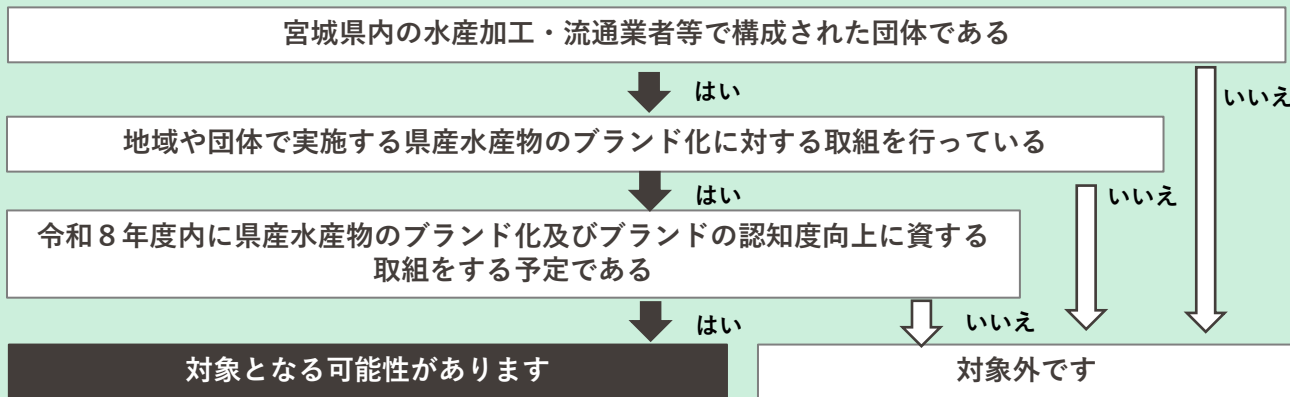 宮城県内の水産加工・流通業者等で構成された団体である
はい
いいえ
地域や団体で実施する県産水産物のブランド化に対する取組を行っている
はい
いいえ
令和８年度内に県産水産物のブランド化及びブランドの認知度向上に資する
取組をする予定である
はい
いいえ
対象となる可能性があります
対象外です